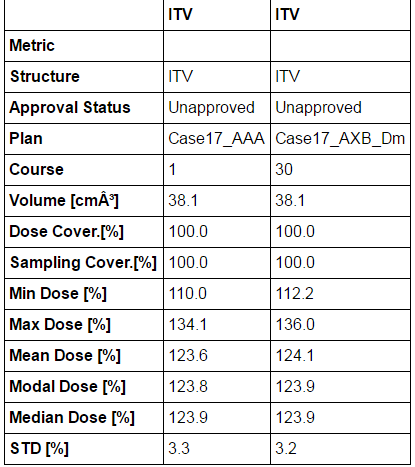 ITV ITV
Metric
Structure ITV ITV
Approval Status Unapproved Unapproved
Plan Case17_AAA Case17_AXB_Dm
Course 1 30
Volume [cmÂ³] 38.1 38.1
Dose Cover.[%] 100.0 100.0
Sampling Cover.[%] 100.0 100.0
Min Dose [%] 110.0 112.2
Max Dose [%] 134.1 136.0
Mean Dose [%] 123.6 124.1
Modal Dose [%] 123.8 123.9
Median Dose [%] 123.9 123.9
STD [%] 3.3 3.2